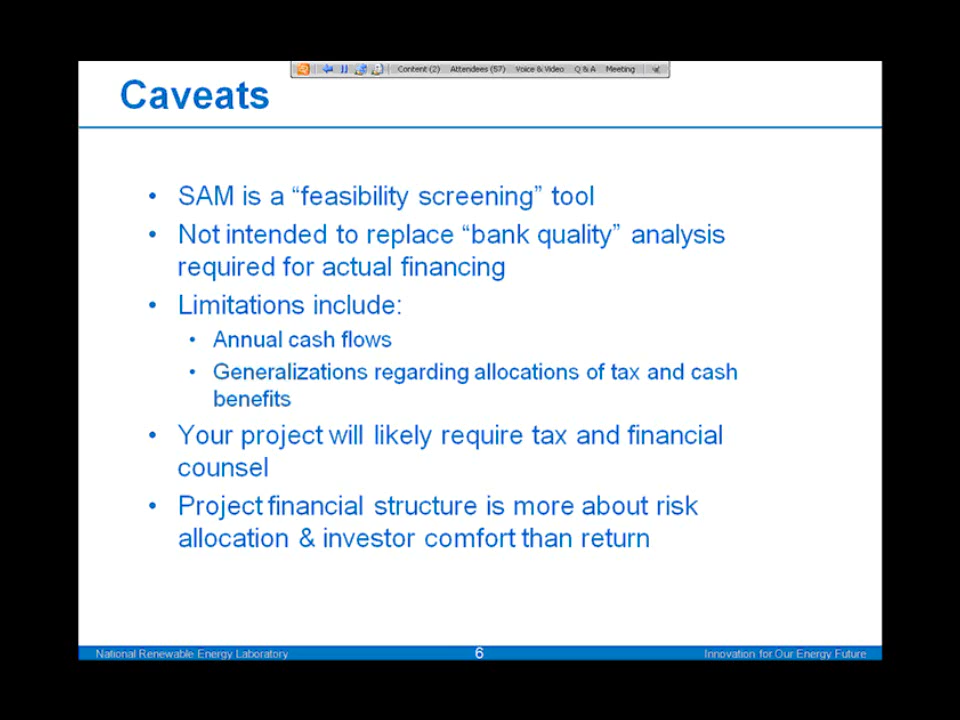 Content (2) Attendees (57) Voice & Video Q & A Meeting
Caveats
• SAM is a “feasibility screening” tool
• Not intended to replace “bank quality” analysis
required for actual financing
• Limitations include:
• Annual cash flows
• Generalizations regarding allocations of tax and cash
benefits
• Your project will likely require tax and financial
counsel
• Project financial structure is more about risk
allocation & investor comfort than return
National Renewable Energy Laboratory 6 Innovation for Our Energy Future